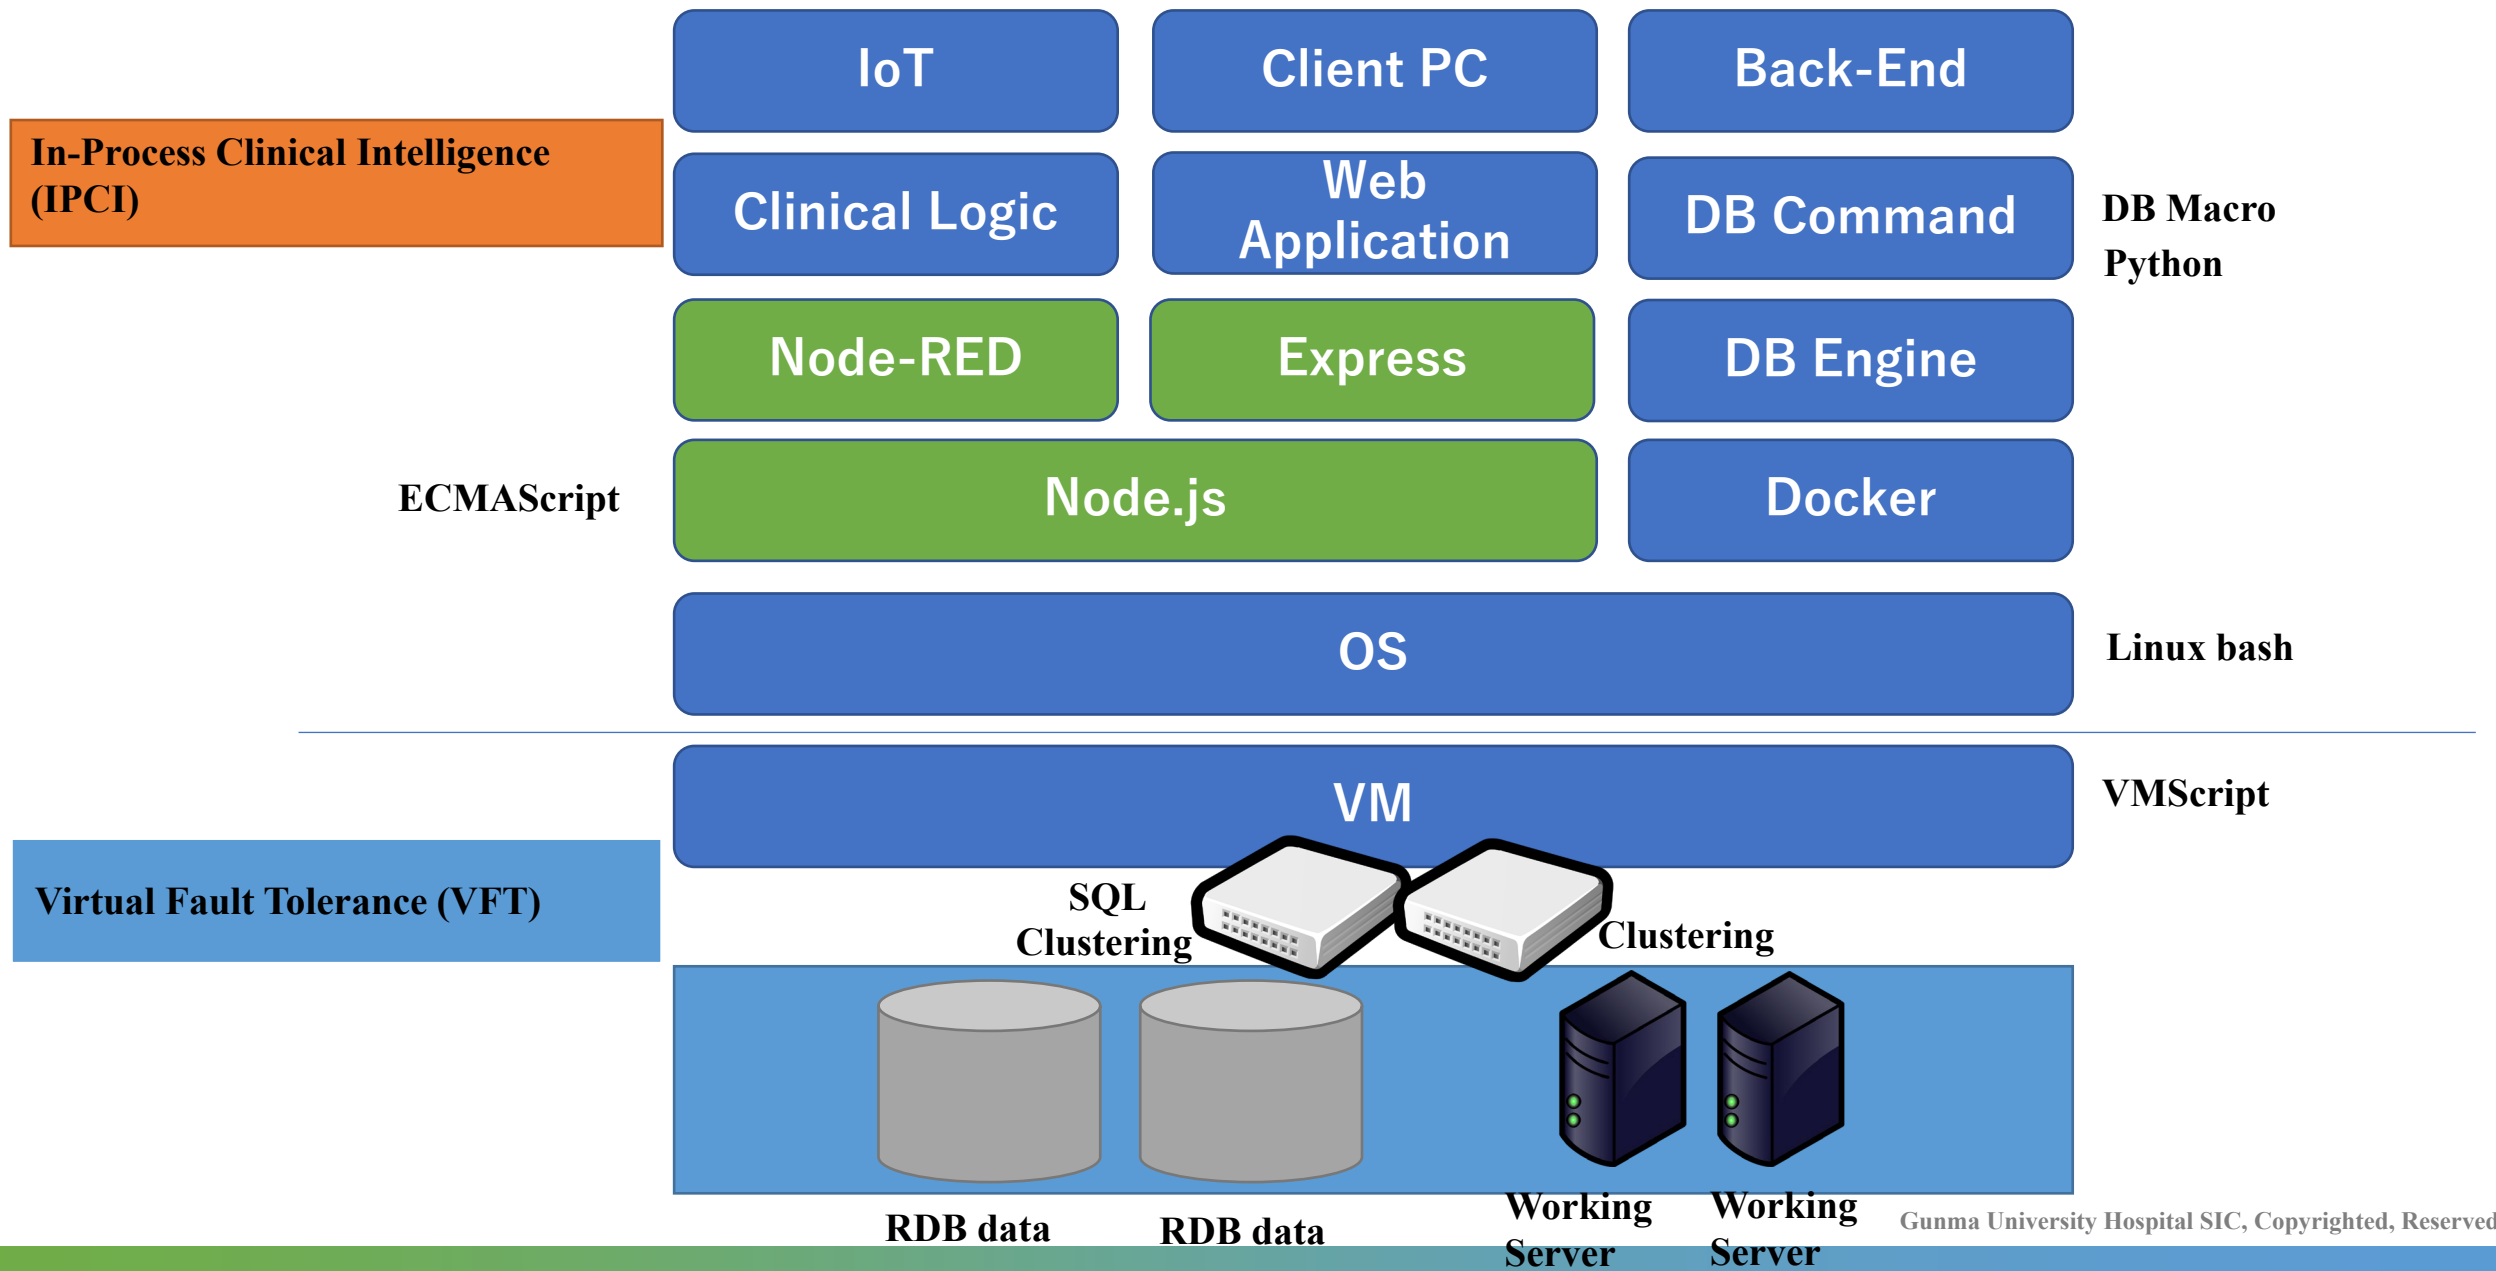 IoT
Client PC
Back-End
In-Process Clinical Intelligence
(IPCI)
Clinical Logic
Web
Application
DB Command
DB Macro
Python
Node-RED
Express
DB Engine
ECMAScript
Node.js
Docker
OS
Linux bash
VM
VMScript
Virtual Fault Tolerance (VFT)
SQL
Clustering
Clustering
RDB data
RDB data
Working
Server
Working
Server
Gunma University Hospital SIC, Copyrighted, Reserved